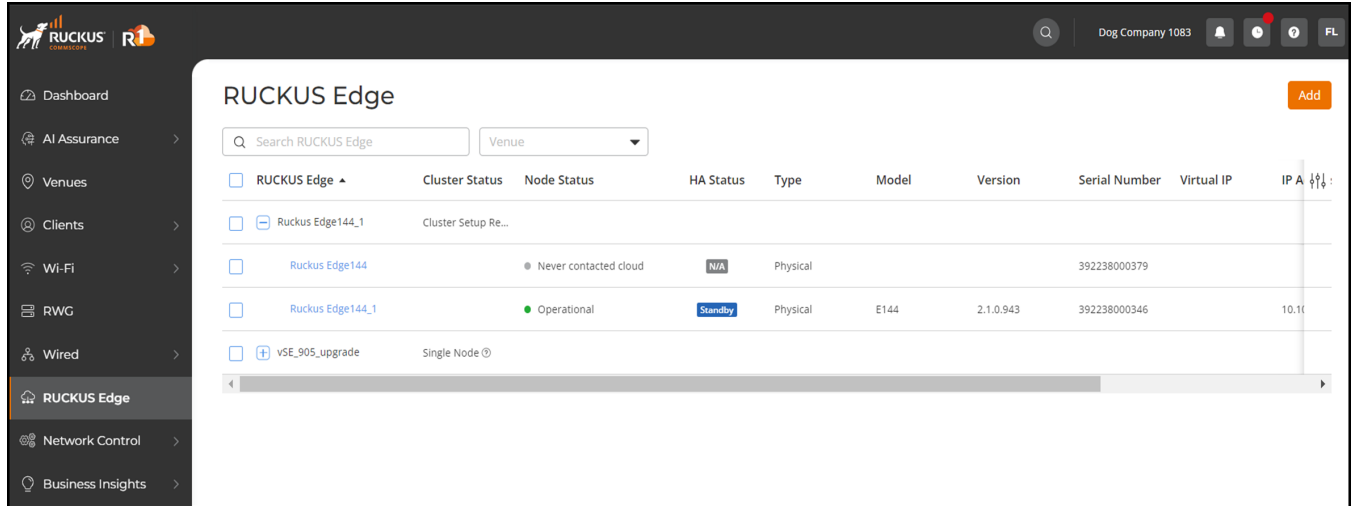 RUCKUS COMMSCOPE R1 Dog Company 1083 FL
Dashboard
AI Assurance
Venues
Clients
Wi-Fi
RWG
Wired
RUCKUS Edge
Network Control
Business Insights
RUCKUS Edge Add
Search RUCKUS Edge Venue
RUCKUS Edge Cluster Status Node Status HA Status Type Model Version Serial Number Virtual IP IP A
Ruckus Edge144_1 Cluster Setup Re...
Ruckus Edge144 Never contacted cloud N/A Physical 392238000379
Ruckus Edge144_1 Operational Standby Physical E144 2.1.0.943 392238000346 10.10
vSE_905_upgrade Single Node